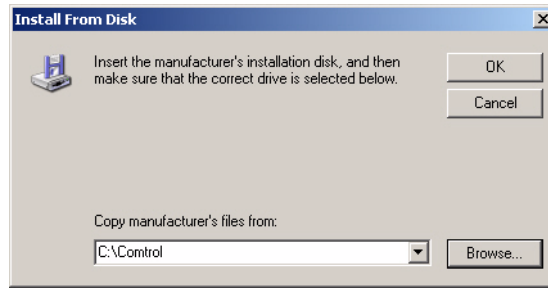 Install From Disk
Insert the manufacturer's installation disk, and then
make sure that the correct drive is selected below.
OK
Cancel
Copy manufacturer's files from:
C:\Comtrol
Browse...